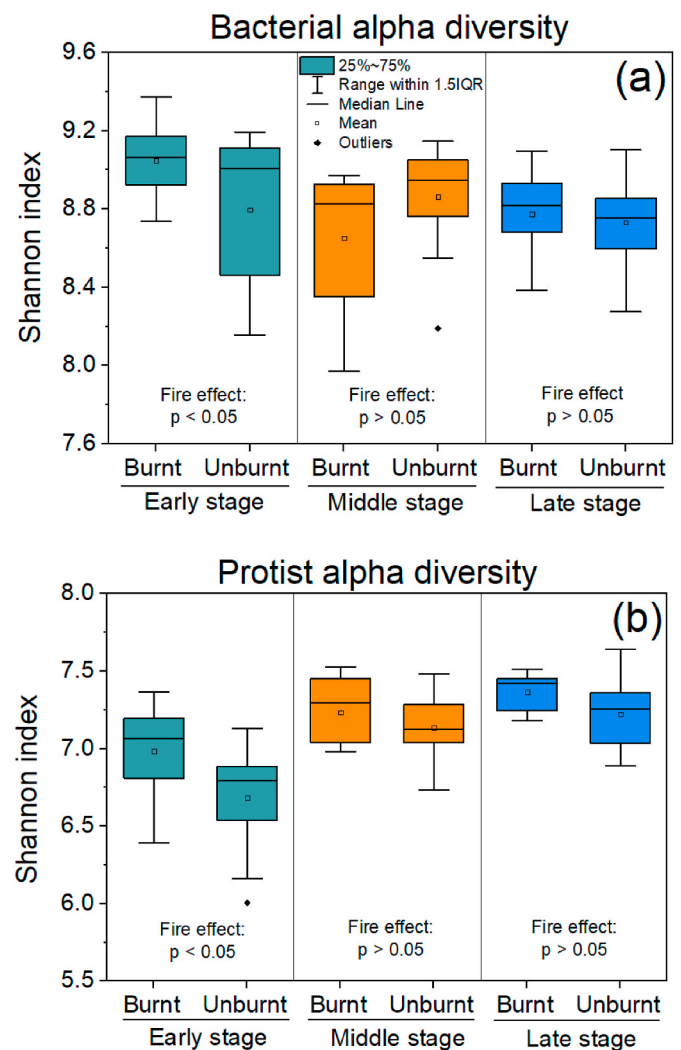 Bacterial alpha diversity
(a)
25%~75%
Range within 1.5IQR
Median Line
Mean
Outliers
9.6
9.2
8.8
8.4
8.0
7.6
Shannon index
Fire effect:
p < 0.05
Fire effect:
p > 0.05
Fire effect
p > 0.05
Burnt Unburnt Burnt Unburnt Burnt Unburnt
Early stage Middle stage Late stage
Protist alpha diversity
(b)
8.0
7.5
7.0
6.5
6.0
5.5
Shannon index
Fire effect:
p < 0.05
Fire effect:
p > 0.05
Fire effect:
p > 0.05
Burnt Unburnt Burnt Unburnt Burnt Unburnt
Early stage Middle stage Late stage